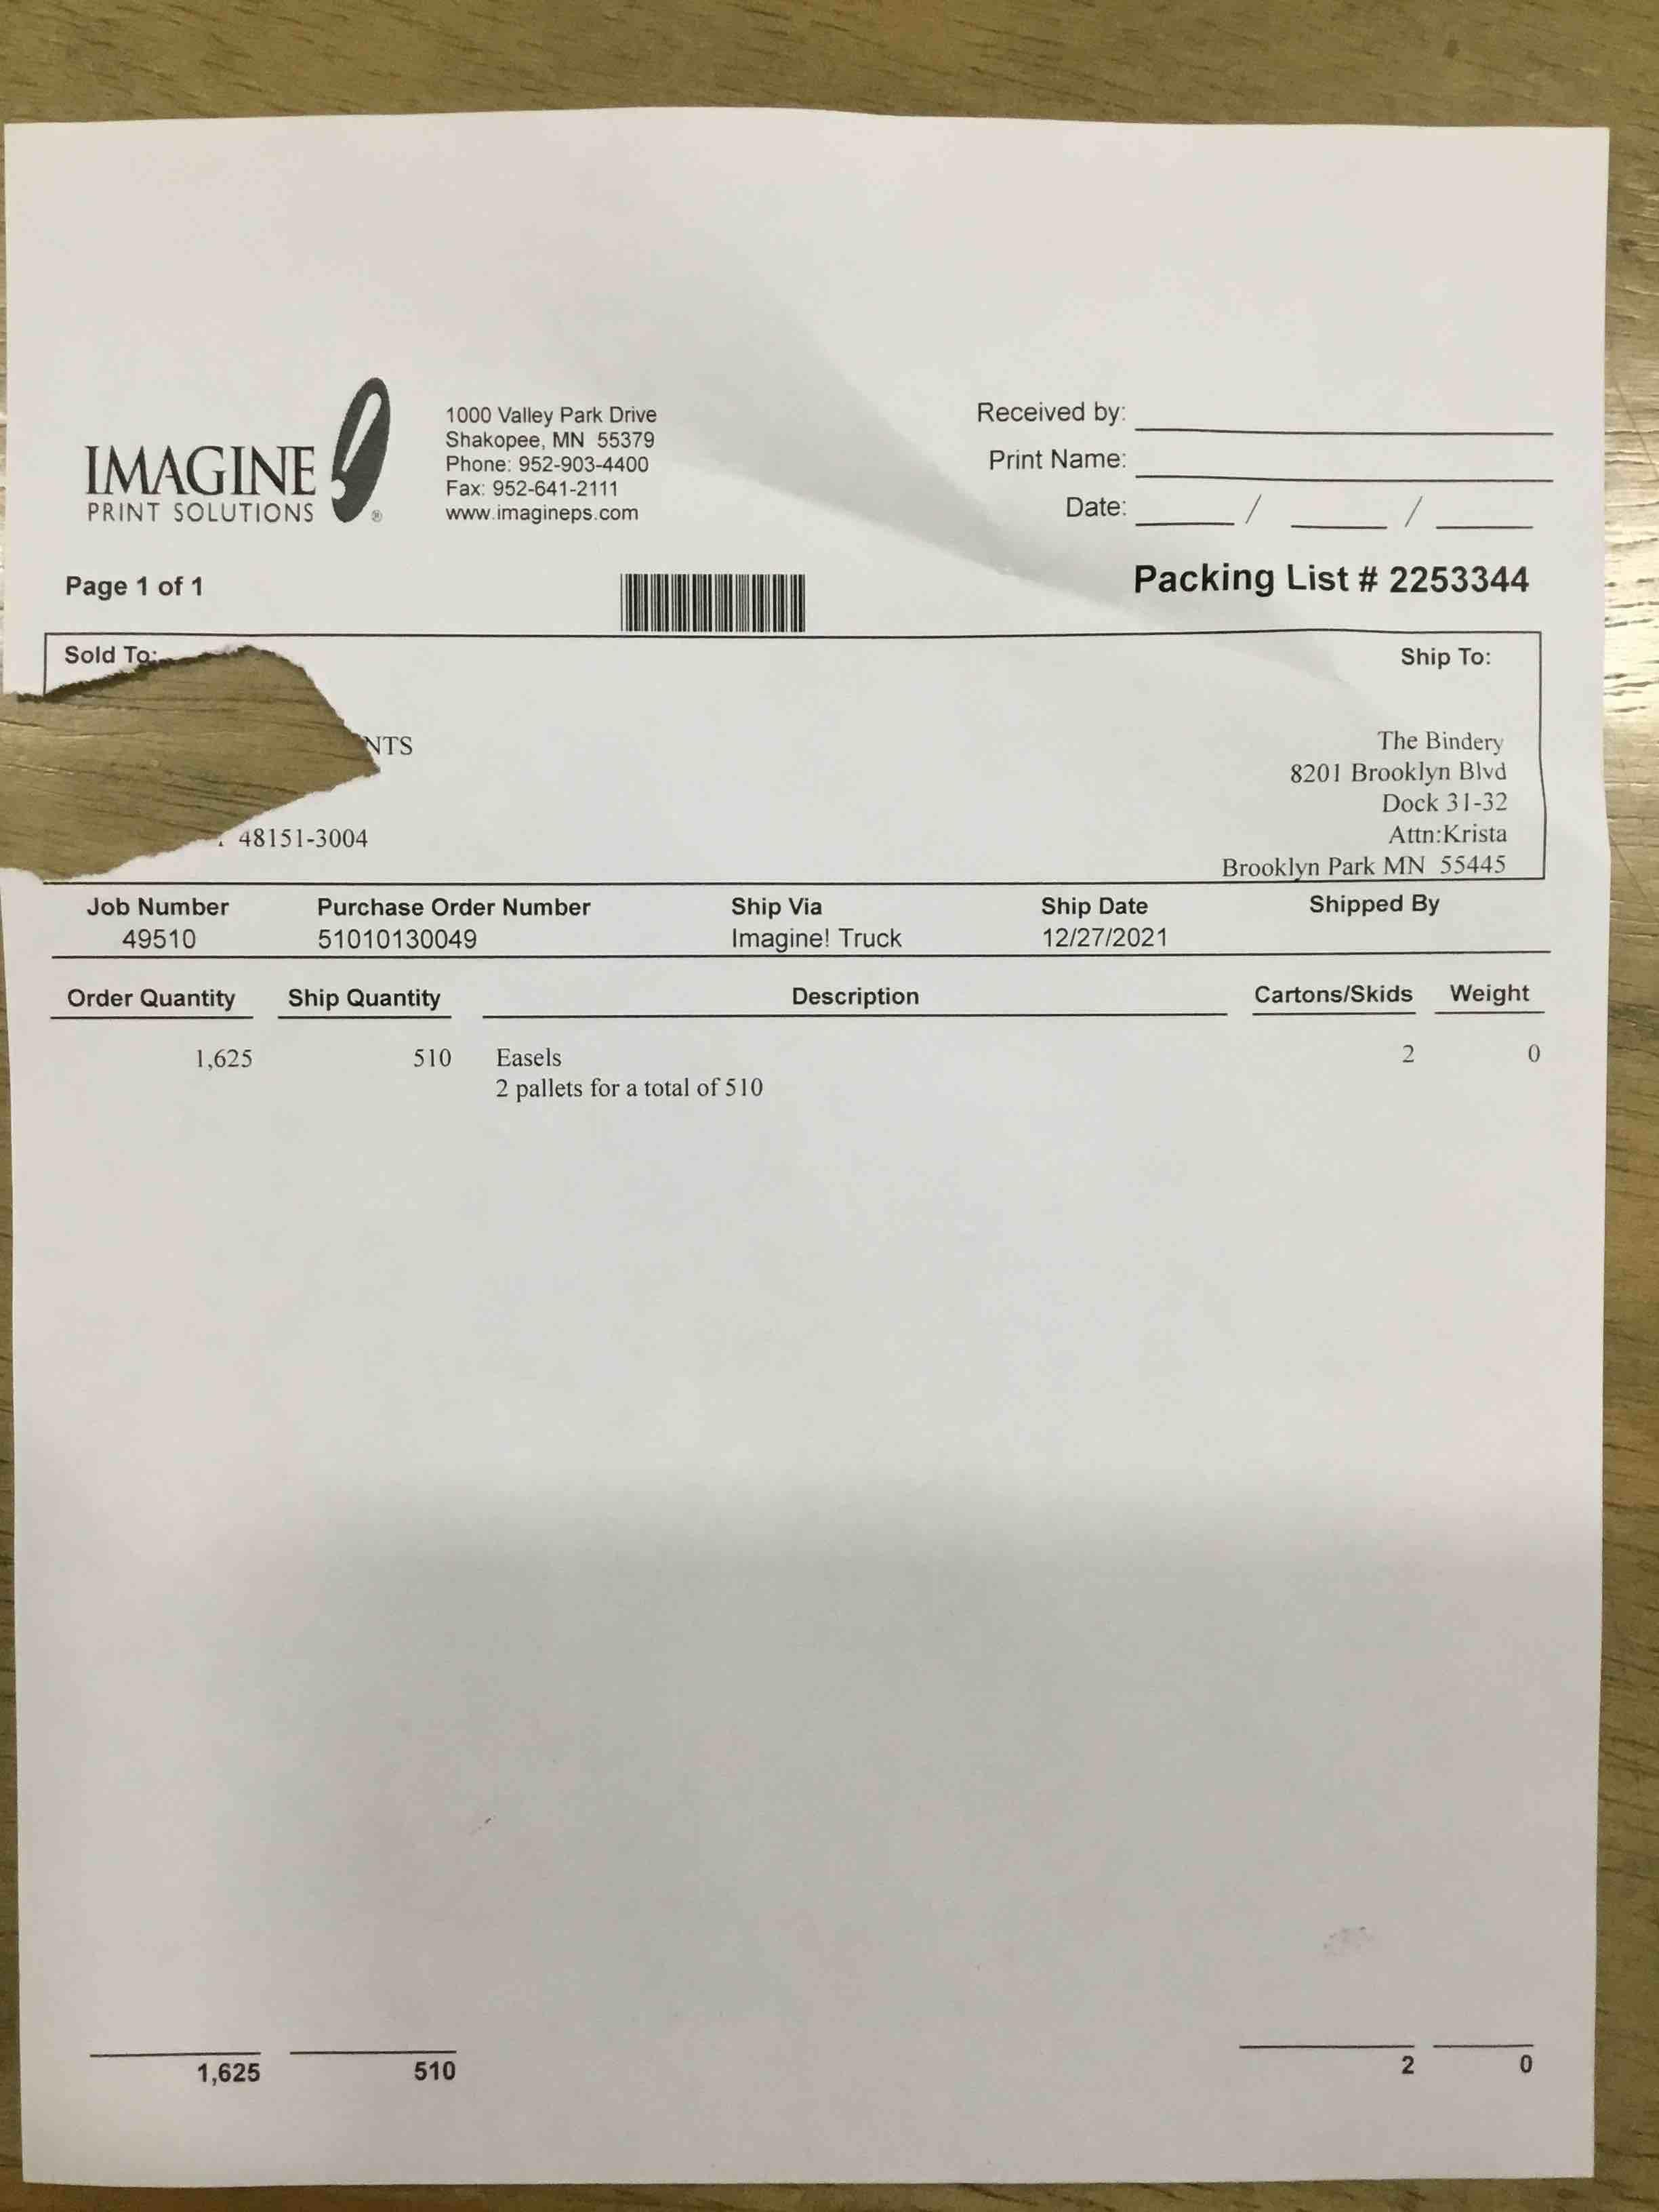 IMAGINE
PRINT SOLUTIONS ®
1000 Valley Park Drive
Shakopee, MN 55379
Phone: 952-903-4400
Fax: 952-641-2111
www.imagineps.com
Received by:
Print Name:
Date: / /
Page 1 of 1
Packing List # 2253344
Sold To:
NTS
48151-3004
Ship To:
The Bindery
8201 Brooklyn Blvd
Dock 31-32
Attn:Krista
Brooklyn Park MN 55445
Job Number Purchase Order Number Ship Via Ship Date Shipped By
49510 51010130049 Imagine! Truck 12/27/2021
Order Quantity Ship Quantity Description Cartons/Skids Weight
1,625 510 Easels 2 0
2 pallets for a total of 510
1,625 510 2 0